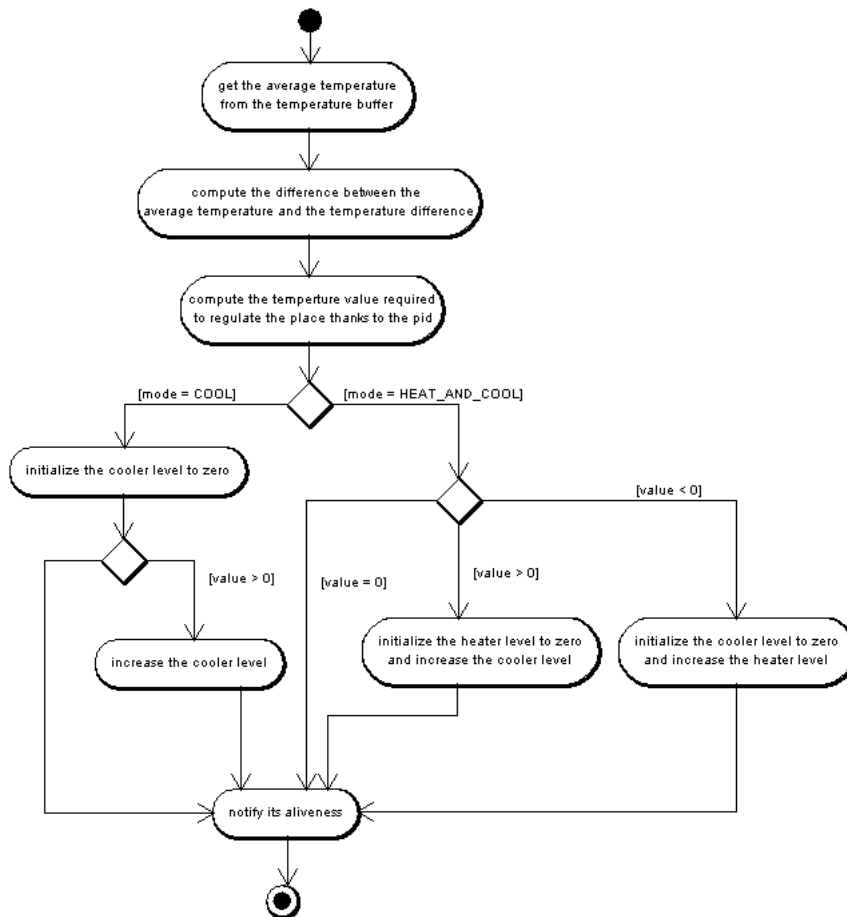 get the average temperature
from the temperature buffer
compute the difference between the
average temperature and the temperature difference
compute the temperture value required
to regulate the place thanks to the pid
[mode = COOL]
[mode = HEAT_AND_COOL]
initialize the cooler level to zero
[value < 0]
[value > 0]
[value = 0]
[value > 0]
increase the cooler level
initialize the heater level to zero
and increase the cooler level
initialize the cooler level to zero
and increase the heater level
notify its aliveness